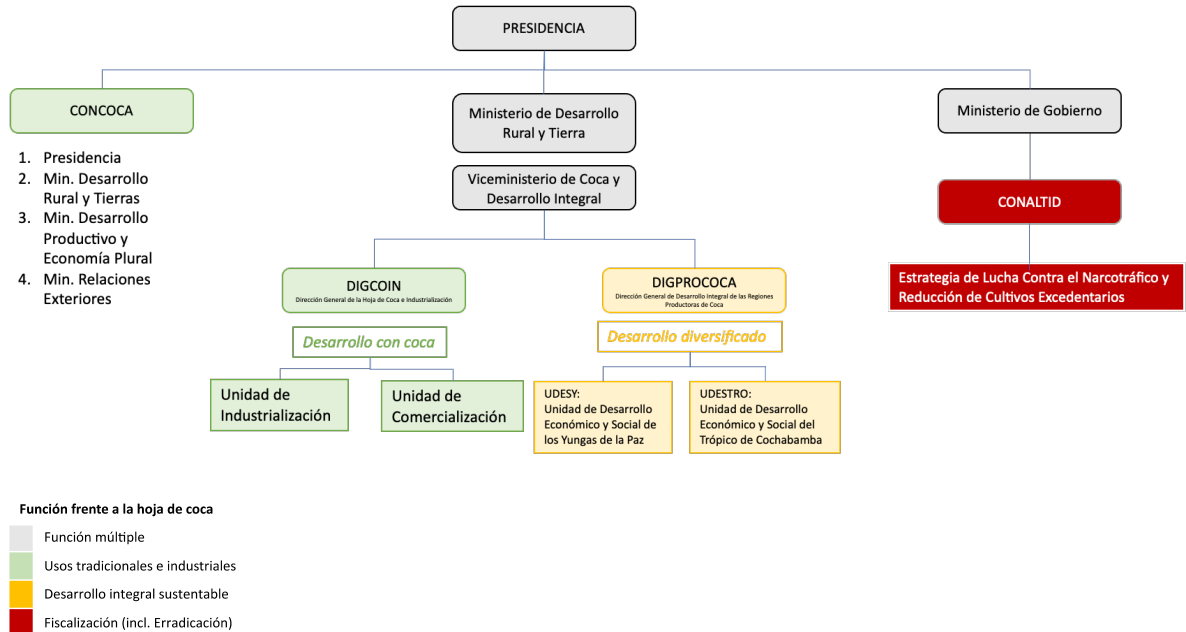 PRESIDENCIA
CONCOCA
1. Presidencia
2. Min. Desarrollo
Rural y Tierras
3. Min. Desarrollo
Productivo y
Economía Plural
4. Min. Relaciones
Exteriores
Ministerio de Desarrollo
Rural y Tierra
Viceministerio de Coca y
Desarrollo Integral
Ministerio de Gobierno
CONALTID
Estrategia de Lucha Contra el Narcotráfico y
Reducción de Cultivos Excedentarios
DIGCOIN
Dirección General de la Hoja de Coca e Industrialización
Desarrollo con coca
Unidad de
Industrialización
Unidad de
Comercialización
DIGPROCOCA
Dirección General de Desarrollo Integral de las Regiones
Productoras de Coca
Desarrollo diversificado
UDESY:
Unidad de Desarrollo
Económico y Social de
los Yungas de la Paz
UDESTRO:
Unidad de Desarrollo
Económico y Social del
Trópico de Cochabamba
Función frente a la hoja de coca
Función múltiple
Usos tradicionales e industriales
Desarrollo integral sustentable
Fiscalización (incl. Erradicación)